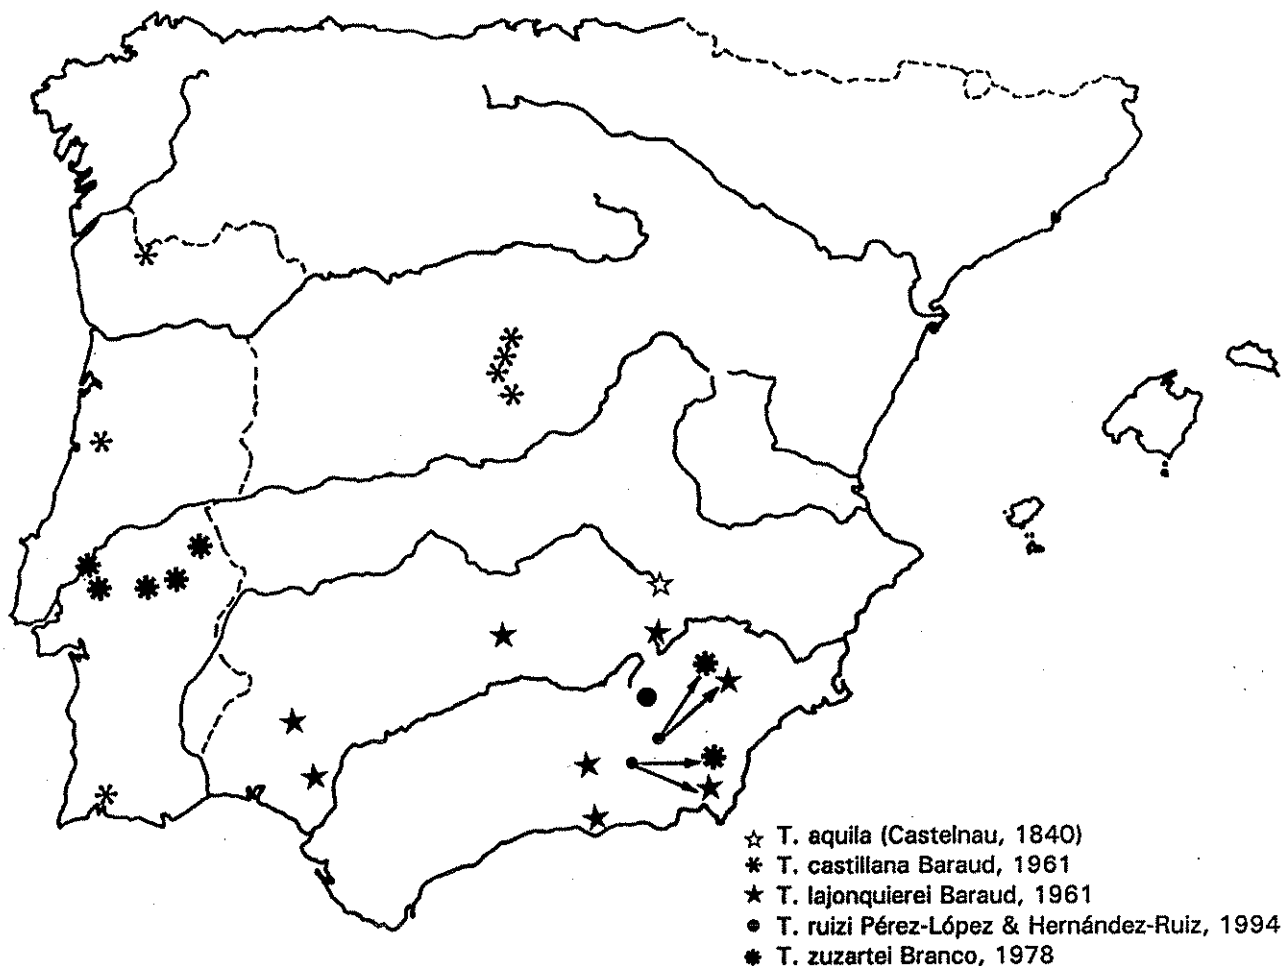 T. aquila (Castelnau, 1840)
T. castillana Baraud, 1961
T. lajonquierei Baraud, 1961
T. ruizi Pérez-López & Hernández-Ruiz, 1994
T. zuzartei Branco, 1978